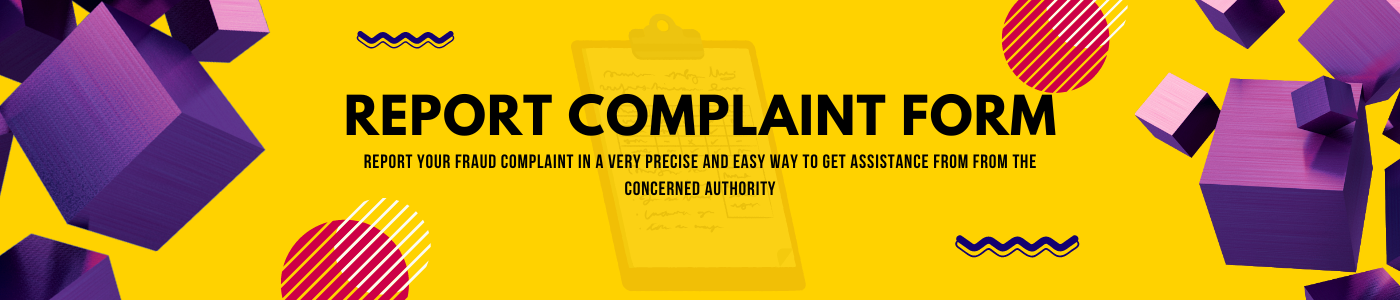 REPORT COMPLAINT FORM
REPORT YOUR FRAUD COMPLAINT IN A VERY PRECISE AND EASY WAY TO GET ASSISTANCE FROM FROM THE
CONCERNED AUTHORITY